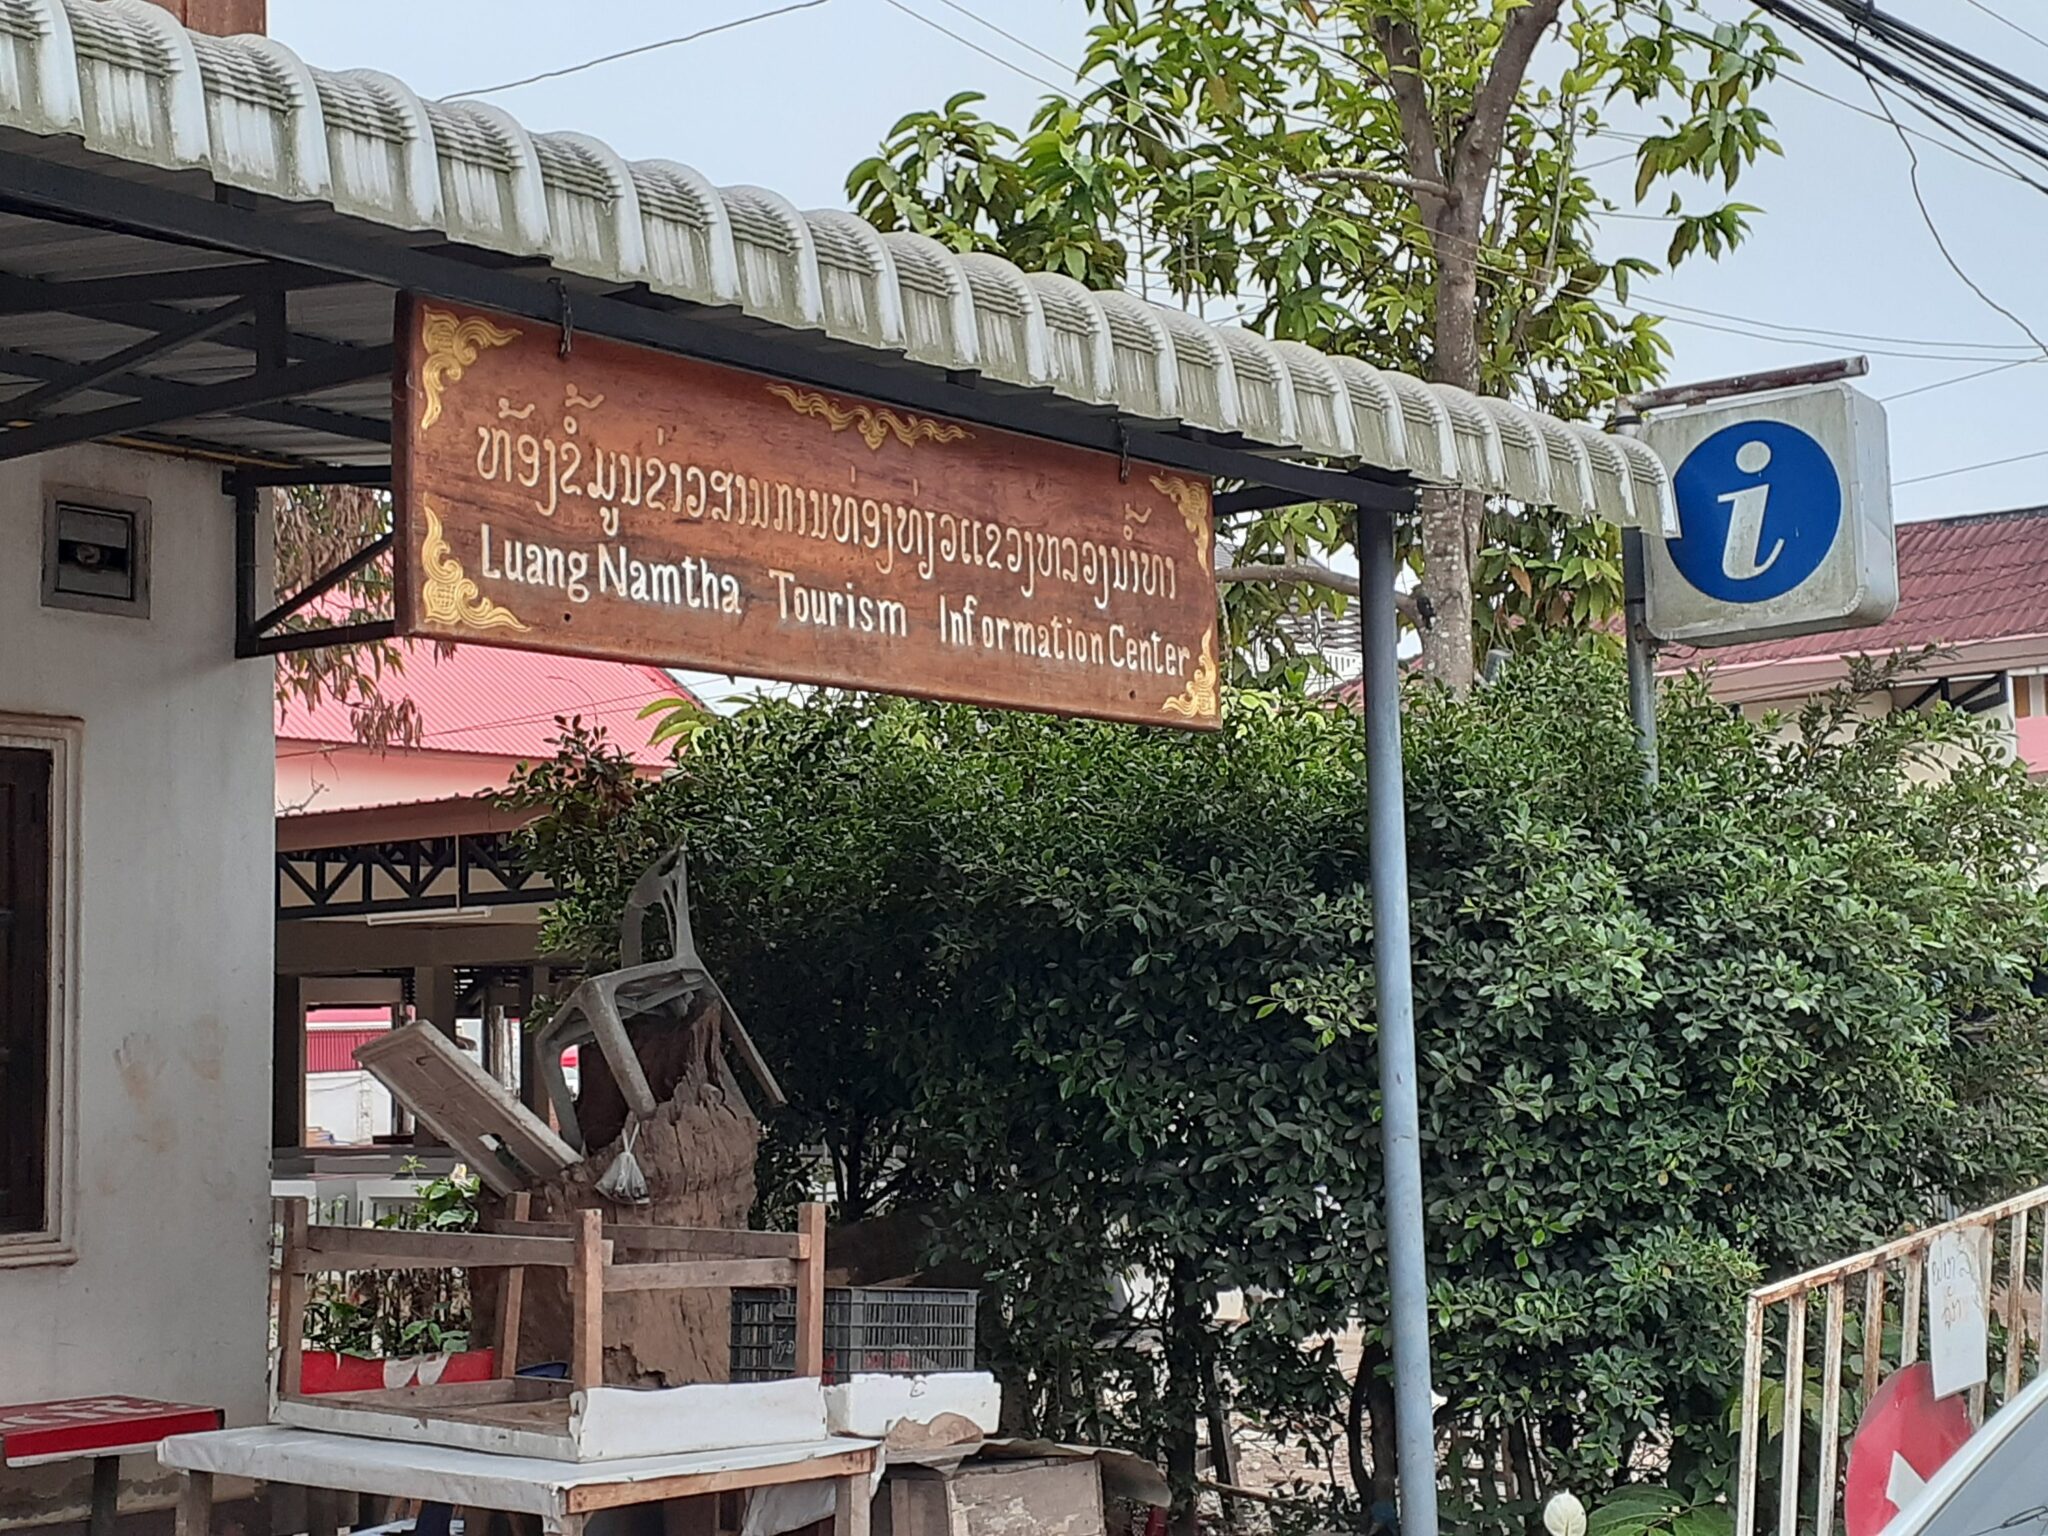 ຫ້ອງຂໍ້ມູນຂ່າວສານການທ່ອງທ່ຽວແຂວງຫລວງນໍ້າທາ
Luang Namtha Tourism Information Center
i